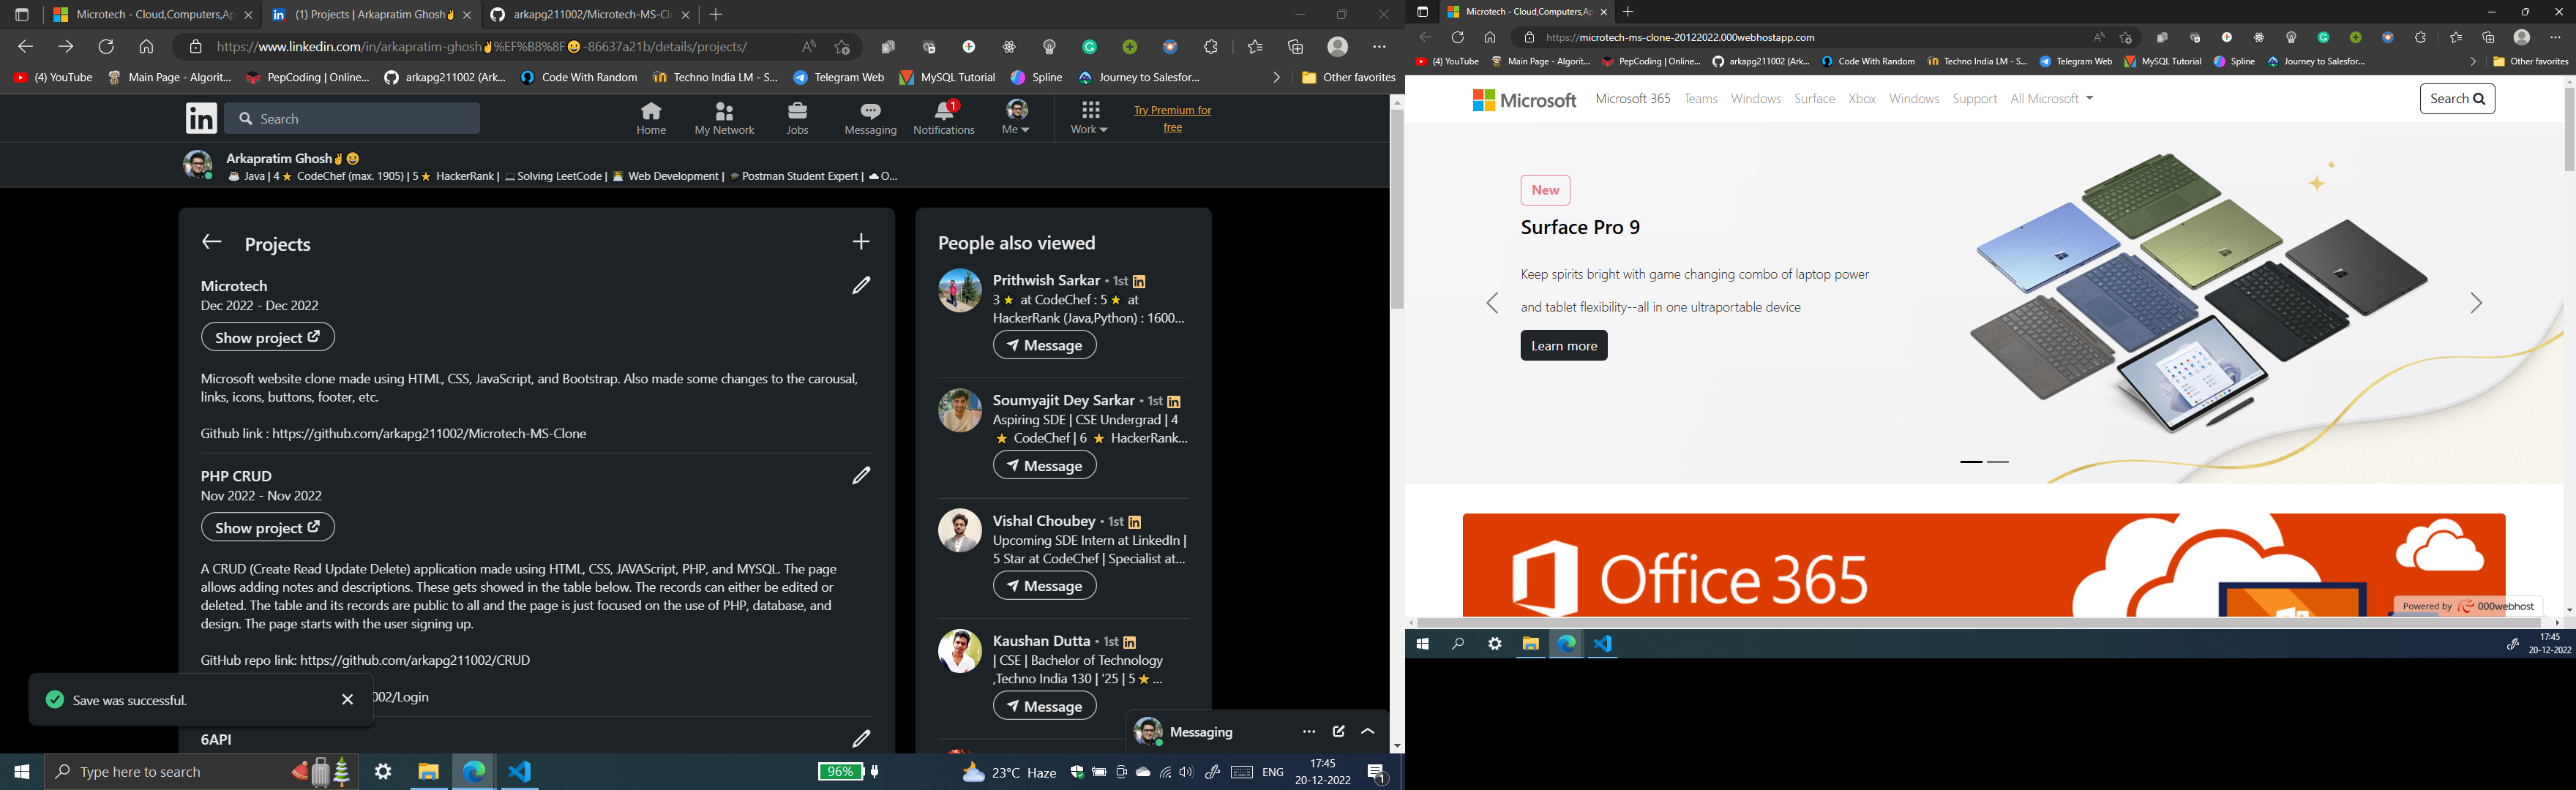 Microtech - Cloud,Computers,Ap
(1) Projects | Arkapratim Ghosh✌
arkapg211002/Microtech-MS-Cl
https://www.linkedin.com/in/arkapratim-ghosh✌%EF%B8%8F😀-86637a21b/details/projects/
(4) YouTube
Main Page - Algorit...
PepCoding | Online...
arkapg211002 (Ark...
Code With Random
Techno India LM - S...
Telegram Web
MySQL Tutorial
Spline
Journey to Salesfor...
Other favorites
in
Search
Home
My Network
Jobs
Messaging
1
Notifications
Me
Work
Try Premium for
free
Arkapratim Ghosh✌😀
☕ Java | 4⭐ CodeChef (max. 1905) | 5⭐ HackerRank | 💻Solving LeetCode | 👨‍💻 Web Development | 🎓Postman Student Expert | ☁O...
Projects
Microtech
Dec 2022 - Dec 2022
Show project
Microsoft website clone made using HTML, CSS, JavaScript, and Bootstrap. Also made some changes to the carousal,
links, icons, buttons, footer, etc.
Github link : https://github.com/arkapg211002/Microtech-MS-Clone
PHP CRUD
Nov 2022 - Nov 2022
Show project
A CRUD (Create Read Update Delete) application made using HTML, CSS, JAVAScript, PHP, and MYSQL. The page
allows adding notes and descriptions. These gets showed in the table below. The records can either be edited or
deleted. The table and its records are public to all and the page is just focused on the use of PHP, database, and
design. The page starts with the user signing up.
GitHub repo link: https://github.com/arkapg211002/CRUD
002/Login
Save was successful.
6API
People also viewed
Prithwish Sarkar • 1st in
3⭐ at CodeChef : 5⭐ at
HackerRank (Java,Python) : 1600...
Message
Soumyajit Dey Sarkar • 1st in
Aspiring SDE | CSE Undergrad | 4
⭐ CodeChef | 6 ⭐ HackerRank...
Message
Vishal Choubey • 1st in
Upcoming SDE Intern at LinkedIn |
5 Star at CodeChef | Specialist at...
Message
Kaushan Dutta • 1st in
| CSE | Bachelor of Technology
,Techno India 130 | '25 | 5⭐...
Message
Messaging
Type here to search
96%
23°C Haze
ENG
17:45
20-12-2022
1
Microtech - Cloud,Computers,Ap
https://microtech-ms-clone-20122022.000webhostapp.com
(4) YouTube
Main Page - Algorit...
PepCoding | Online...
arkapg211002 (Ark...
Code With Random
Techno India LM - S...
Telegram Web
MySQL Tutorial
Spline
Journey to Salesfor...
Other favorites
Microsoft
Microsoft 365
Teams
Windows
Surface
Xbox
Windows
Support
All Microsoft
Search
New
Surface Pro 9
Keep spirits bright with game changing combo of laptop power
and tablet flexibility--all in one ultraportable device
Learn more
Office 365
Powered by 000webhost
17:45
20-12-2022